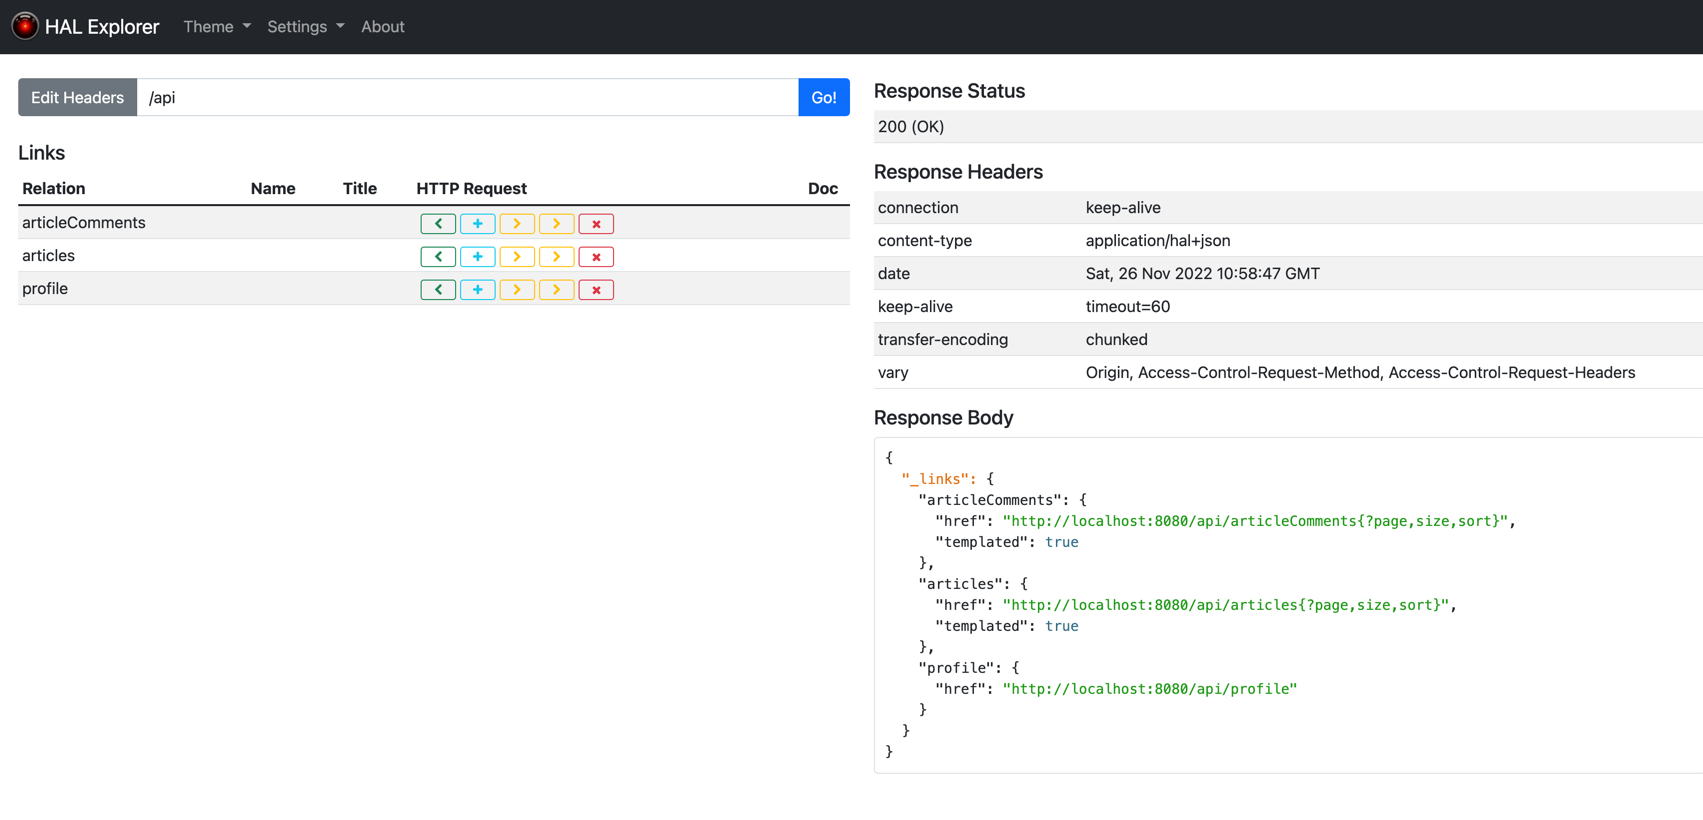 HAL Explorer Theme Settings About
Edit Headers /api Go!
Links
Relation Name Title HTTP Request Doc
articleComments
articles
profile
Response Status
200 (OK)
Response Headers
connection keep-alive
content-type application/hal+json
date Sat, 26 Nov 2022 10:58:47 GMT
keep-alive timeout=60
transfer-encoding chunked
vary Origin, Access-Control-Request-Method, Access-Control-Request-Headers
Response Body
{
  "_links": {
    "articleComments": {
      "href": "http://localhost:8080/api/articleComments{?page,size,sort}",
      "templated": true
    },
    "articles": {
      "href": "http://localhost:8080/api/articles{?page,size,sort}",
      "templated": true
    },
    "profile": {
      "href": "http://localhost:8080/api/profile"
    }
  }
}